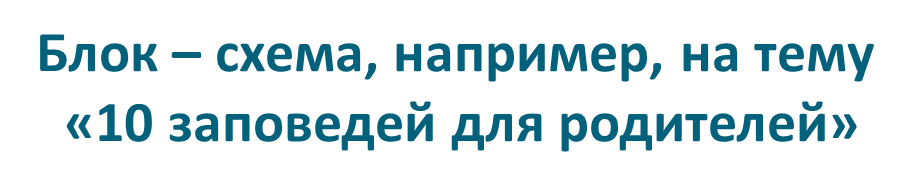 Блок – схема, например, на тему
«10 заповедей для родителей»